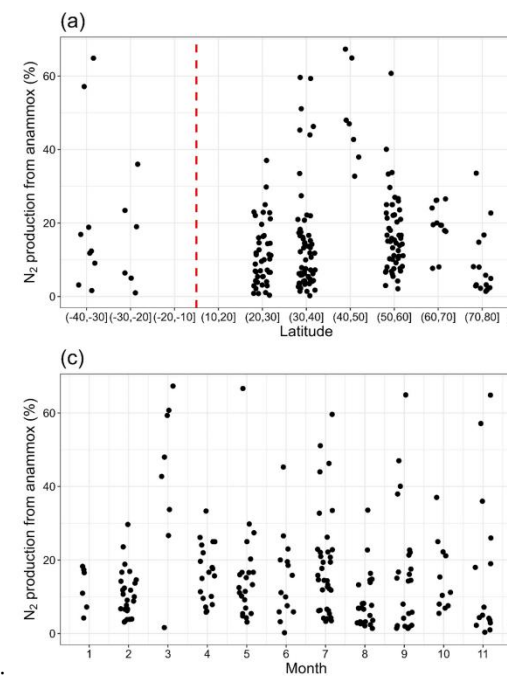 (a)
N₂ production from anammox (%)
60
40
20
0
(-40,-30] (-30,-20] (-20,-10] (10,20] (20,30] (30,40] (40,50] (50,60] (60,70] (70,80]
Latitude
(c)
N₂ production from anammox (%)
60
40
20
0
1 2 3 4 5 6 7 8 9 10 11
Month
.